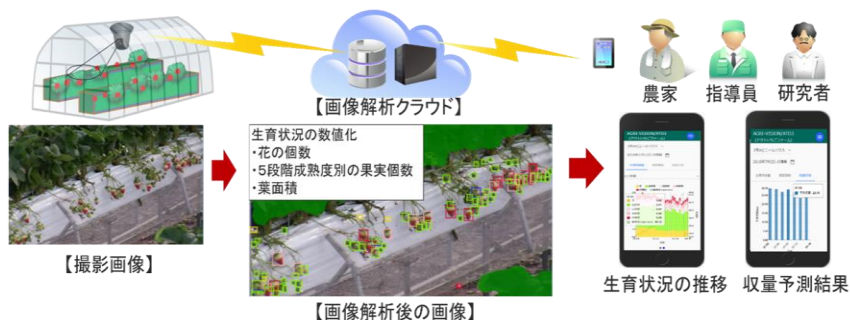 【画像解析クラウド】
農家
指導員
研究者
生育状況の数値化
・花の個数
・5段階成熟度別の果実個数
・葉面積
【撮影画像】
【画像解析後の画像】
生育状況の推移
収量予測結果